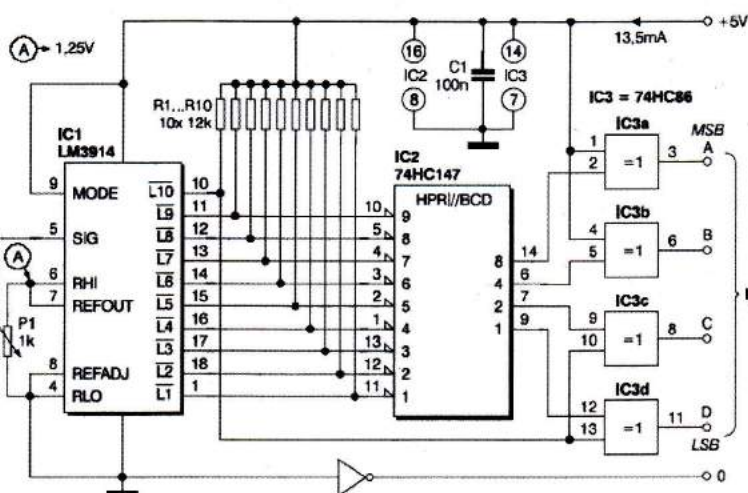 A 1,25V
+5V
13,5mA
16
14
IC2
C1
100n
IC3
8
7
R1...R10
10x 12k
IC3 = 74HC86
IC1
LM3914
9 MODE
5 SIG
A
6 RHI
7 REFOUT
P1
1k
8 REFADJ
4 RLO
L10 10
L9 11
L8 12
L7 13
L6 14
L5 15
L4 16
L3 17
L2 18
L1 1
IC2
74HC147
HPRI//BCD
10 9
5 8
4 7
3 6
2 5
1 4
13 3
12 2
11 1
8 14
4 6
2 7
1 9
IC3a
MSB
1
2
=1
3
A
IC3b
4
5
=1
6
B
IC3c
9
10
=1
8
C
IC3d
12
13
=1
11
D
LSB
0